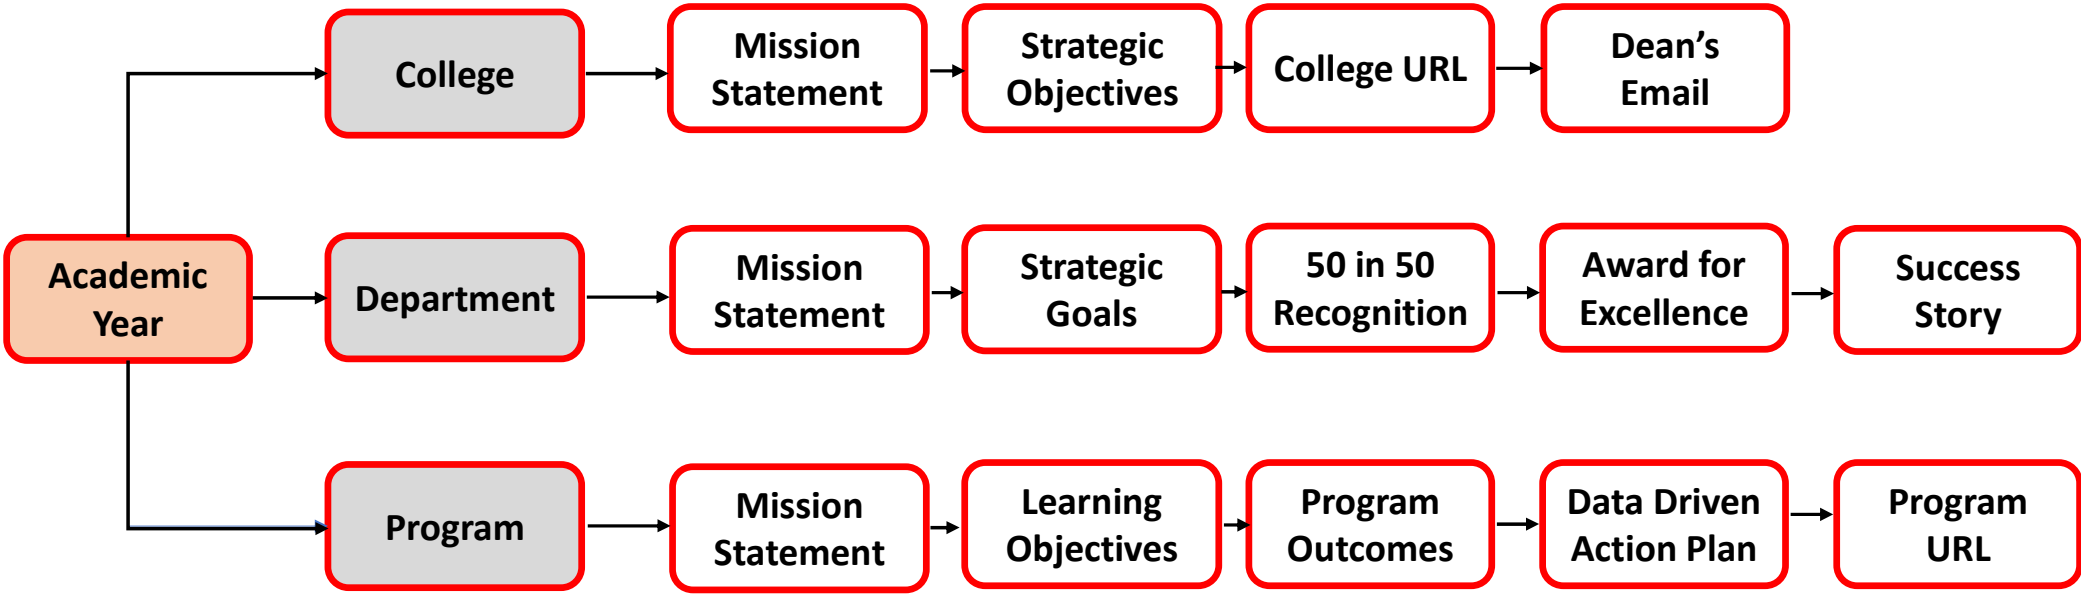 College
Mission
Statement
Strategic
Objectives
College URL
Dean’s
Email
Academic
Year
Department
Mission
Statement
Strategic
Goals
50 in 50
Recognition
Award for
Excellence
Success
Story
Program
Mission
Statement
Learning
Objectives
Program
Outcomes
Data Driven
Action Plan
Program
URL